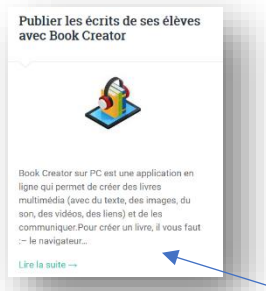 Publier les écrits de ses élèves
avec Book Creator
Book Creator sur PC est une application en
ligne qui permet de créer des livres
multimédia (avec du texte, des images, du
son, des vidéos, des liens) et de les
communiquer.Pour créer un livre, il vous faut
:– le navigateur...
Lire la suite →